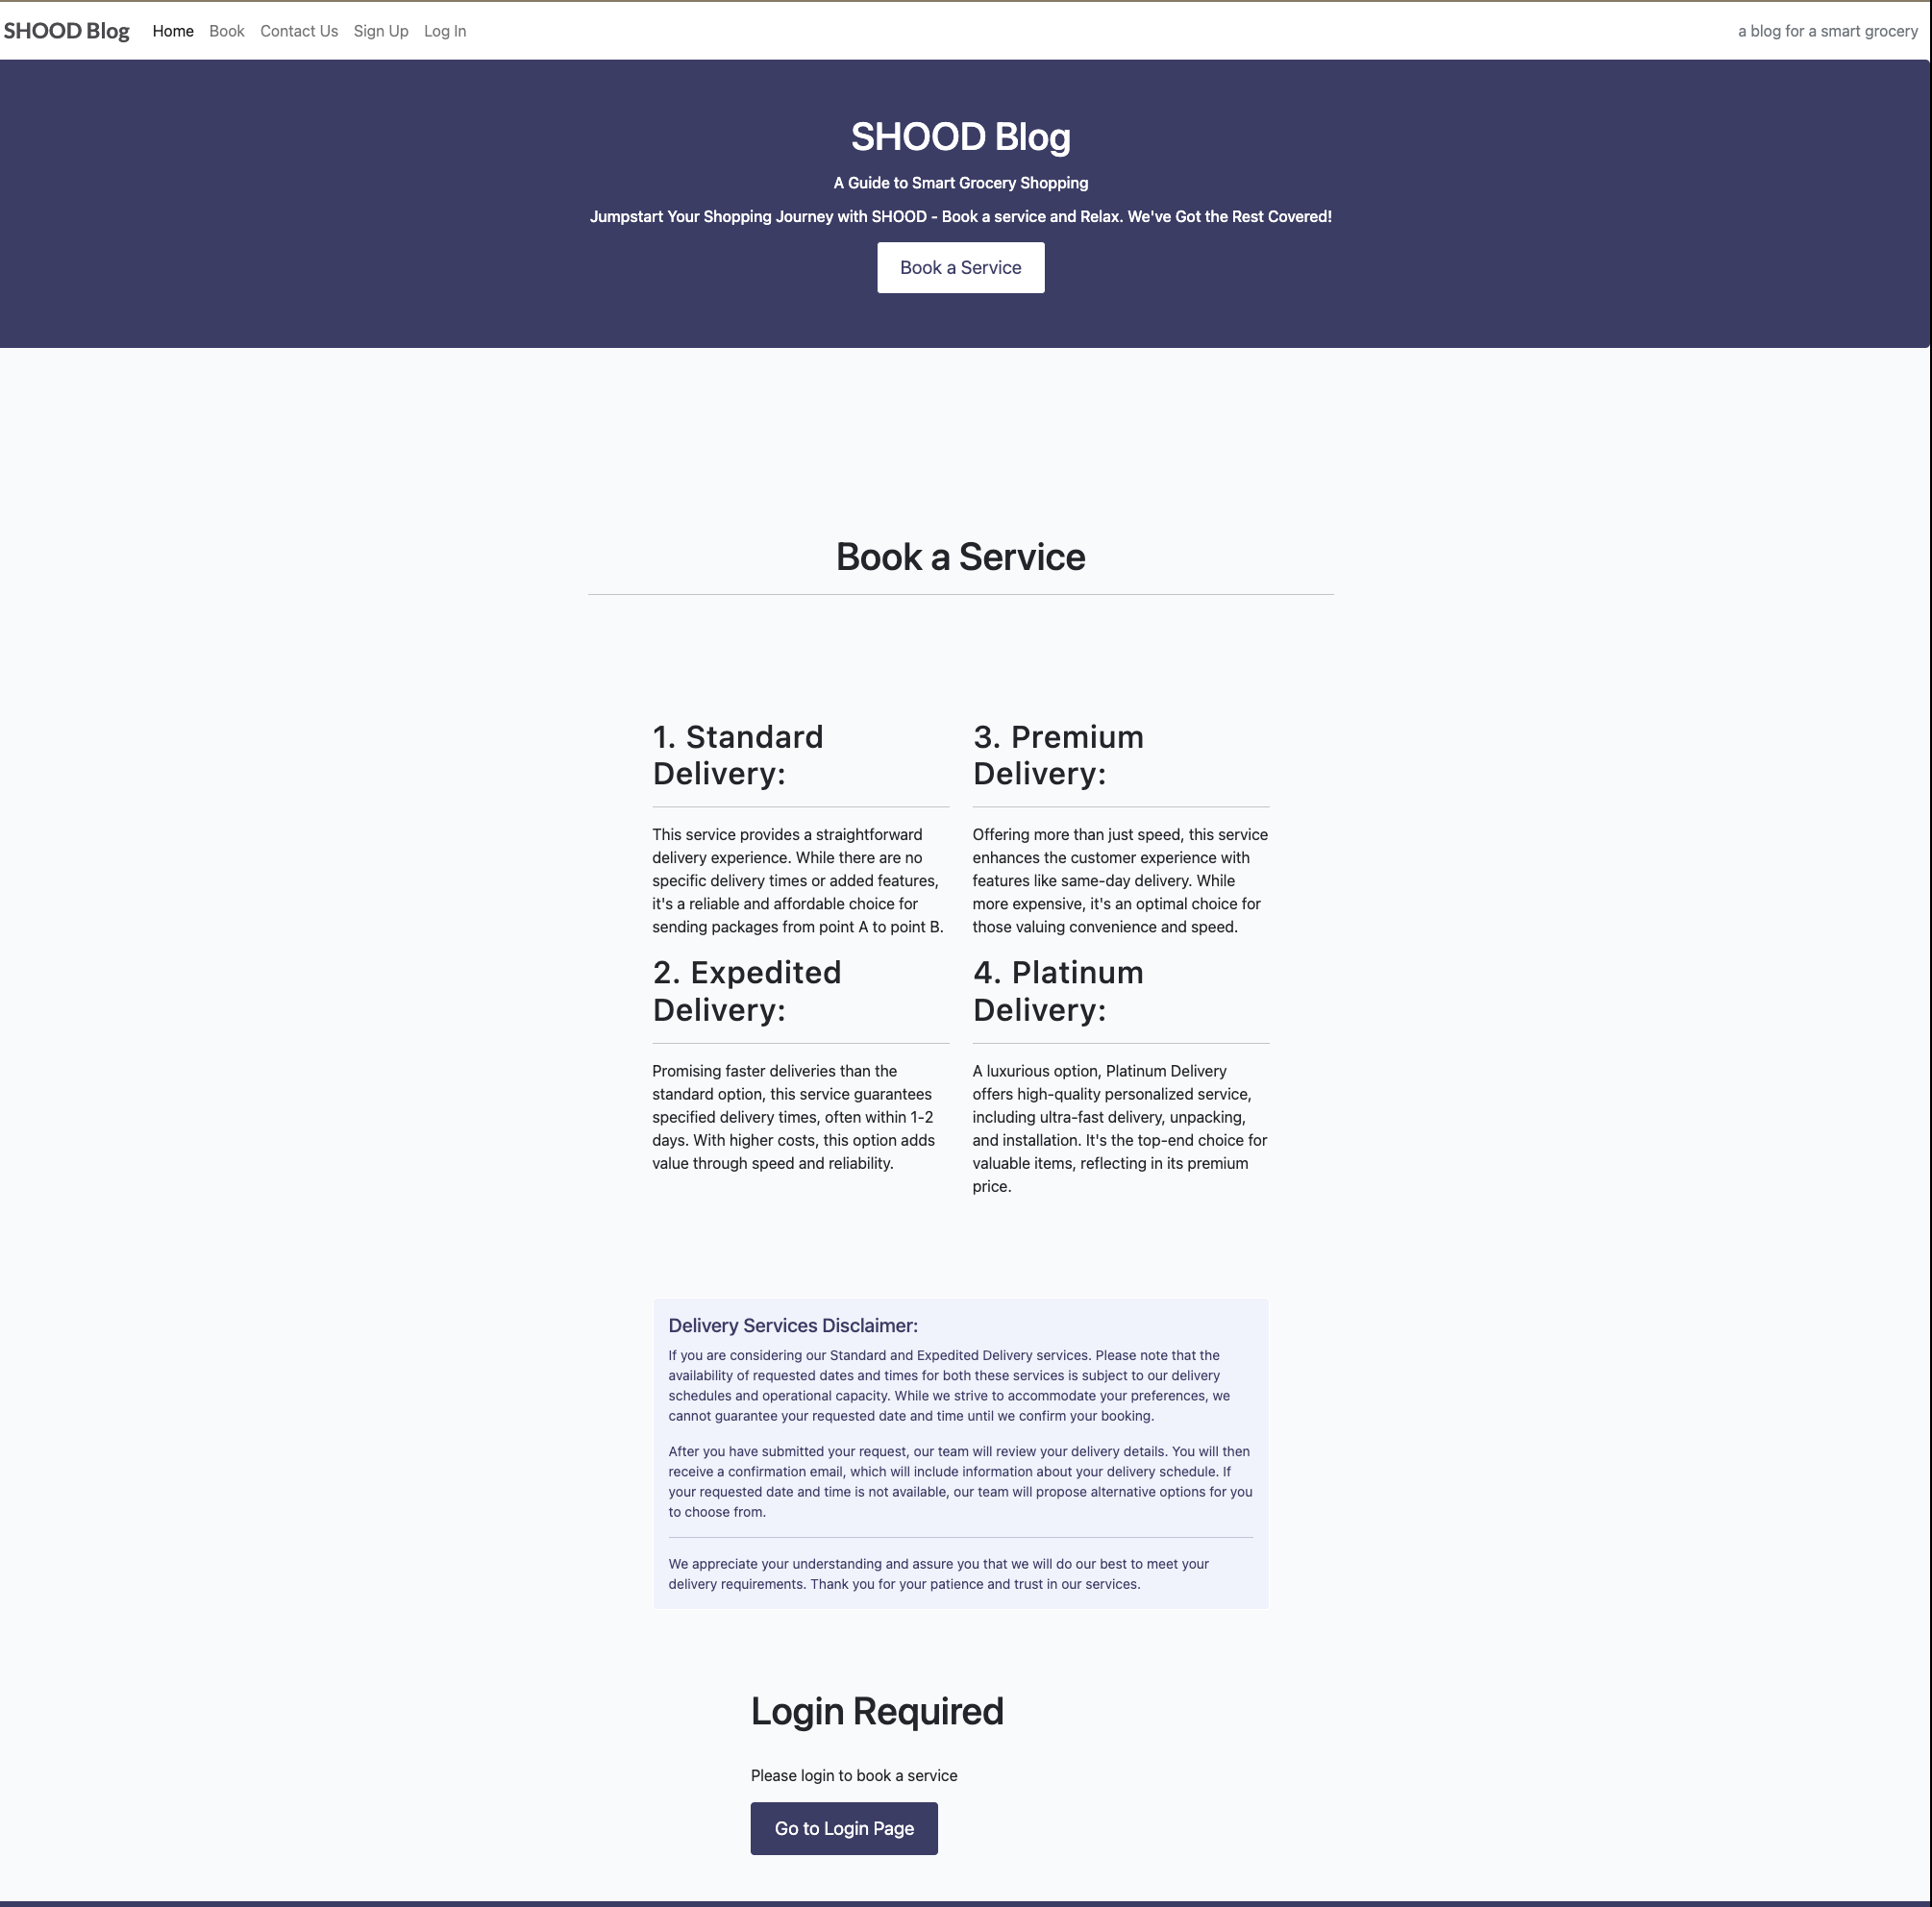 SHOOD Blog Home Book Contact Us Sign Up Log In a blog for a smart grocery
SHOOD Blog
A Guide to Smart Grocery Shopping
Jumpstart Your Shopping Journey with SHOOD - Book a service and Relax. We've Got the Rest Covered!
Book a Service
Book a Service
1. Standard
Delivery:
This service provides a straightforward
delivery experience. While there are no
specific delivery times or added features,
it's a reliable and affordable choice for
sending packages from point A to point B.
2. Expedited
Delivery:
Promising faster deliveries than the
standard option, this service guarantees
specified delivery times, often within 1-2
days. With higher costs, this option adds
value through speed and reliability.
3. Premium
Delivery:
Offering more than just speed, this service
enhances the customer experience with
features like same-day delivery. While
more expensive, it's an optimal choice for
those valuing convenience and speed.
4. Platinum
Delivery:
A luxurious option, Platinum Delivery
offers high-quality personalized service,
including ultra-fast delivery, unpacking,
and installation. It's the top-end choice for
valuable items, reflecting in its premium
price.
Delivery Services Disclaimer:
If you are considering our Standard and Expedited Delivery services. Please note that the
availability of requested dates and times for both these services is subject to our delivery
schedules and operational capacity. While we strive to accommodate your preferences, we
cannot guarantee your requested date and time until we confirm your booking.
After you have submitted your request, our team will review your delivery details. You will then
receive a confirmation email, which will include information about your delivery schedule. If
your requested date and time is not available, our team will propose alternative options for you
to choose from.
We appreciate your understanding and assure you that we will do our best to meet your
delivery requirements. Thank you for your patience and trust in our services.
Login Required
Please login to book a service
Go to Login Page